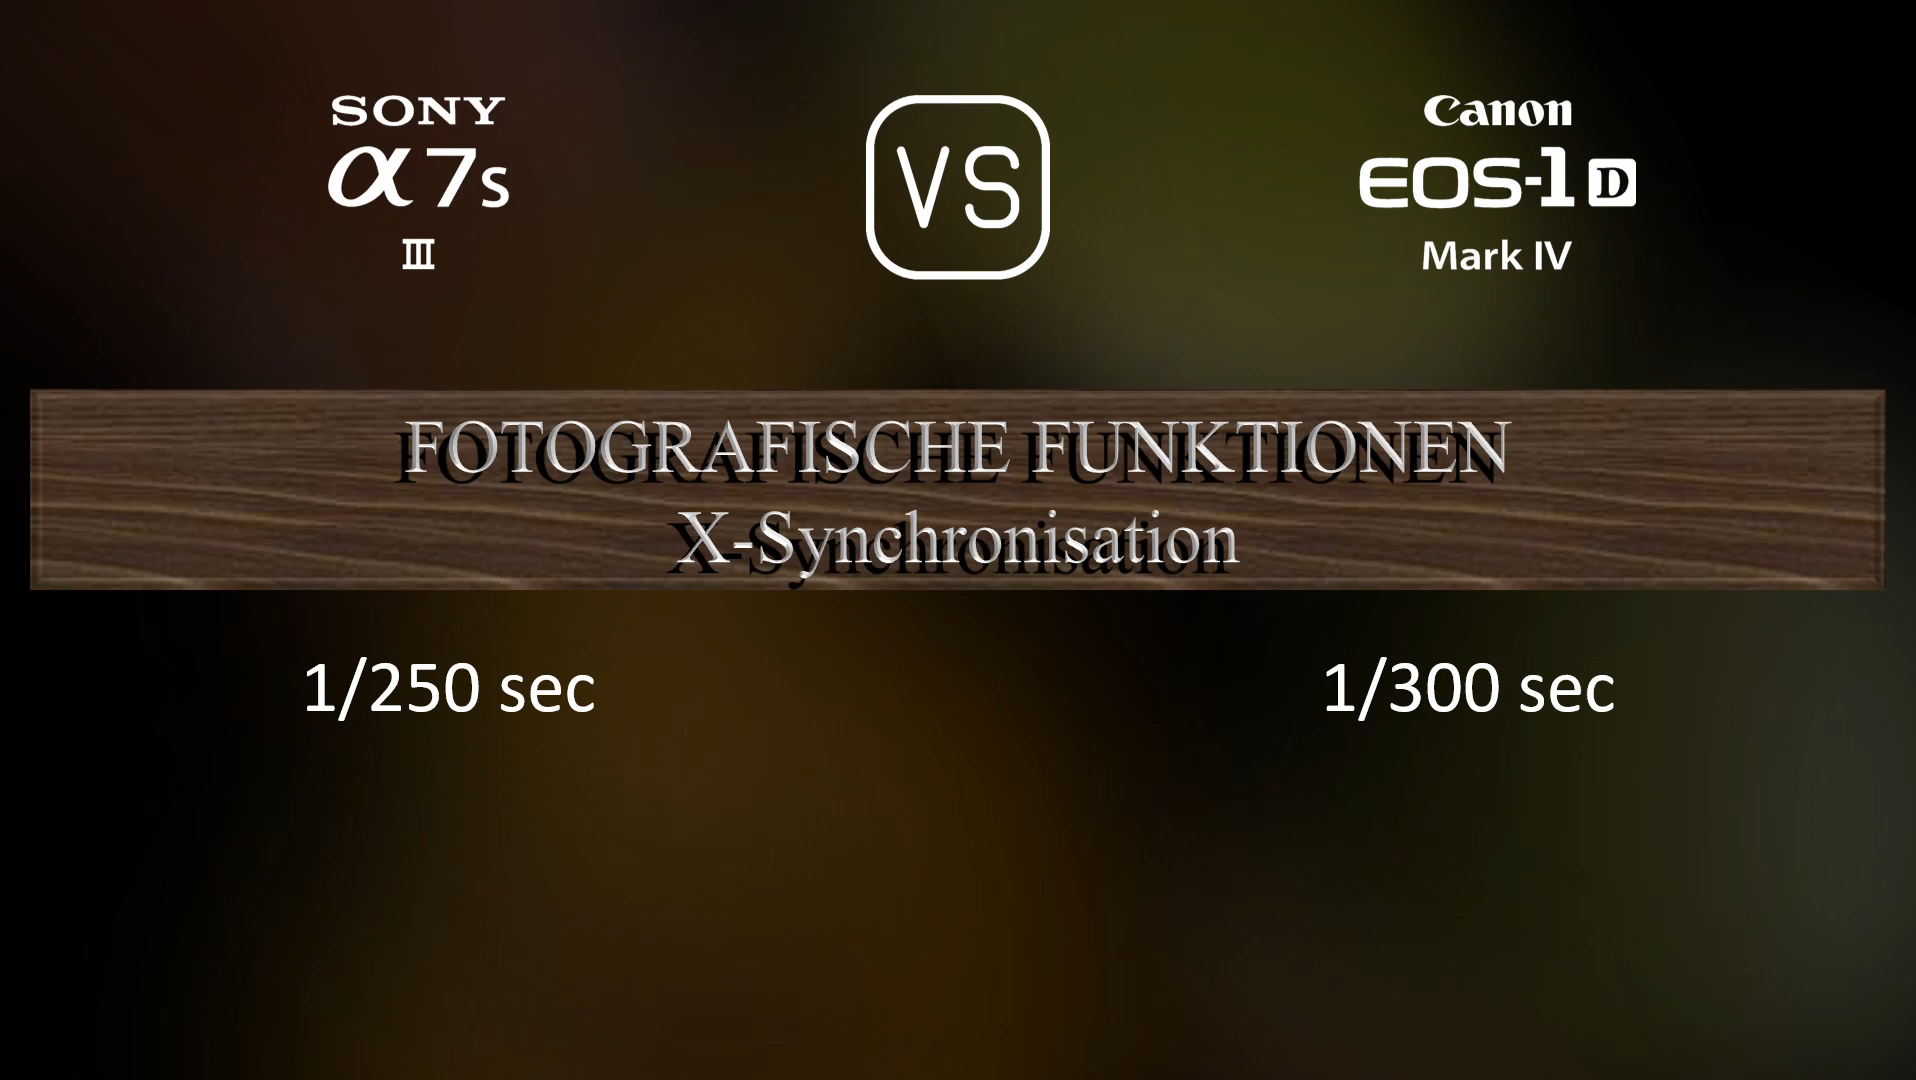 SONY
α7s
III
VS
Canon
EOS-1D
Mark IV
FOTOGRAFISCHE FUNKTIONEN
X-Synchronisation
1/250 sec
1/300 sec